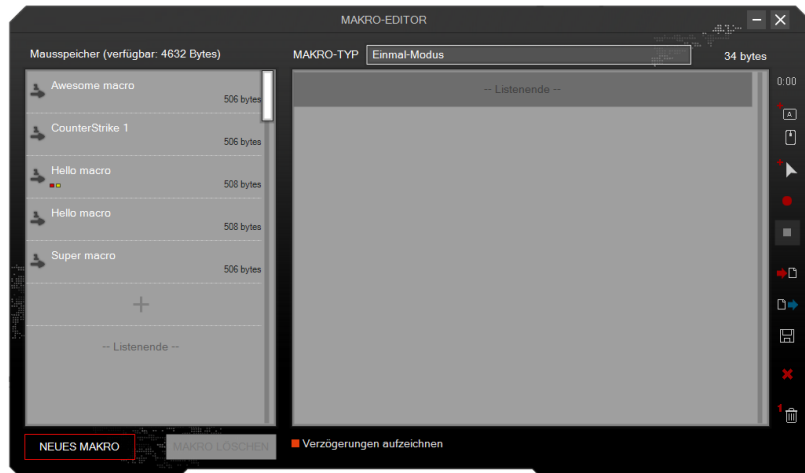 MAKRO-EDITOR
Mausspeicher (verfügbar: 4632 Bytes)
MAKRO-TYP Einmal-Modus 34 bytes
Awesome macro
506 bytes
CounterStrike 1
506 bytes
Hello macro
508 bytes
Hello macro
508 bytes
Super macro
506 bytes
-- Listenende --
-- Listenende --
0:00
A
1
NEUES MAKRO
MAKRO LÖSCHEN
Verzögerungen aufzeichnen